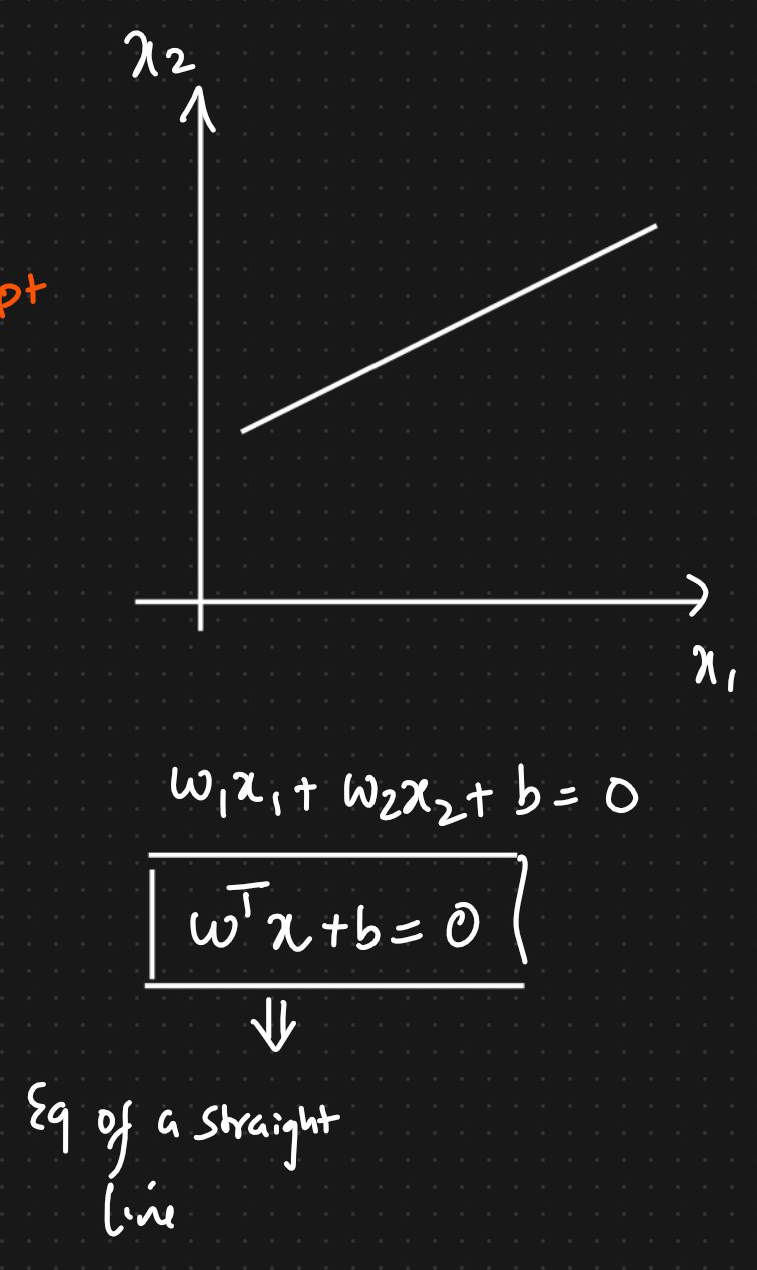 x₂
pt
x₁
w₁x₁ + w₂x₂ + b = 0
wᵀx + b = 0
⇓
Eq of a straight
line